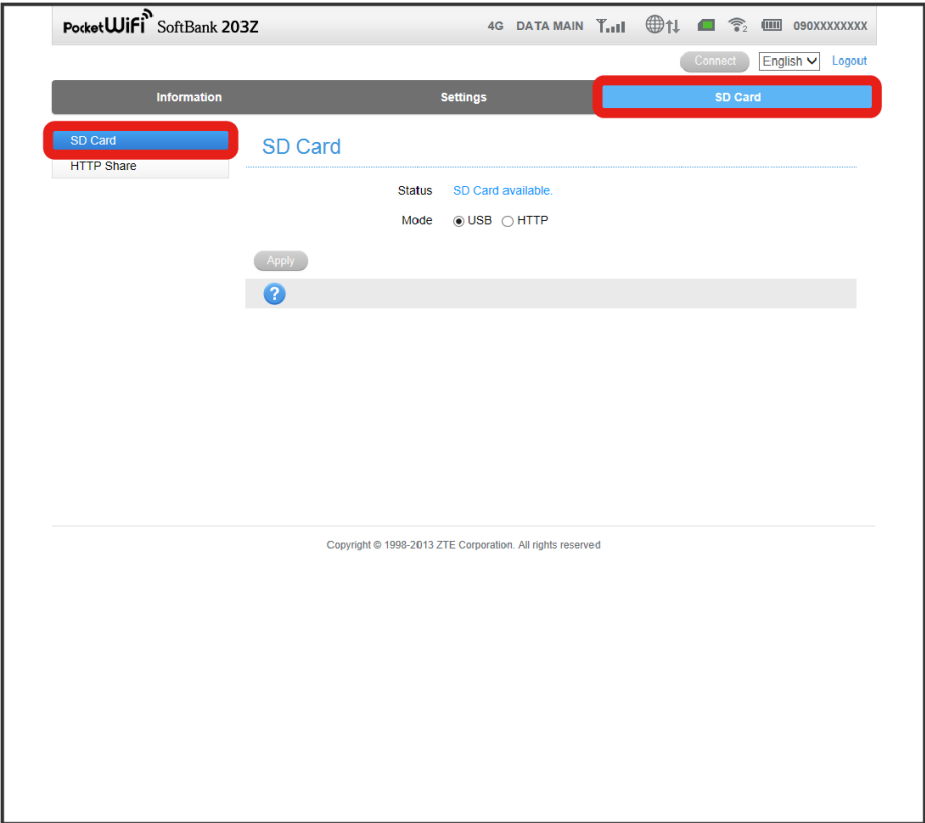 PocketWiFi SoftBank 203Z 4G DATA MAIN 2 090XXXXXXXX
Connect English Logout
Information Settings SD Card
SD Card
HTTP Share
SD Card
Status SD Card available.
Mode USB HTTP
Apply
?
Copyright © 1998-2013 ZTE Corporation. All rights reserved